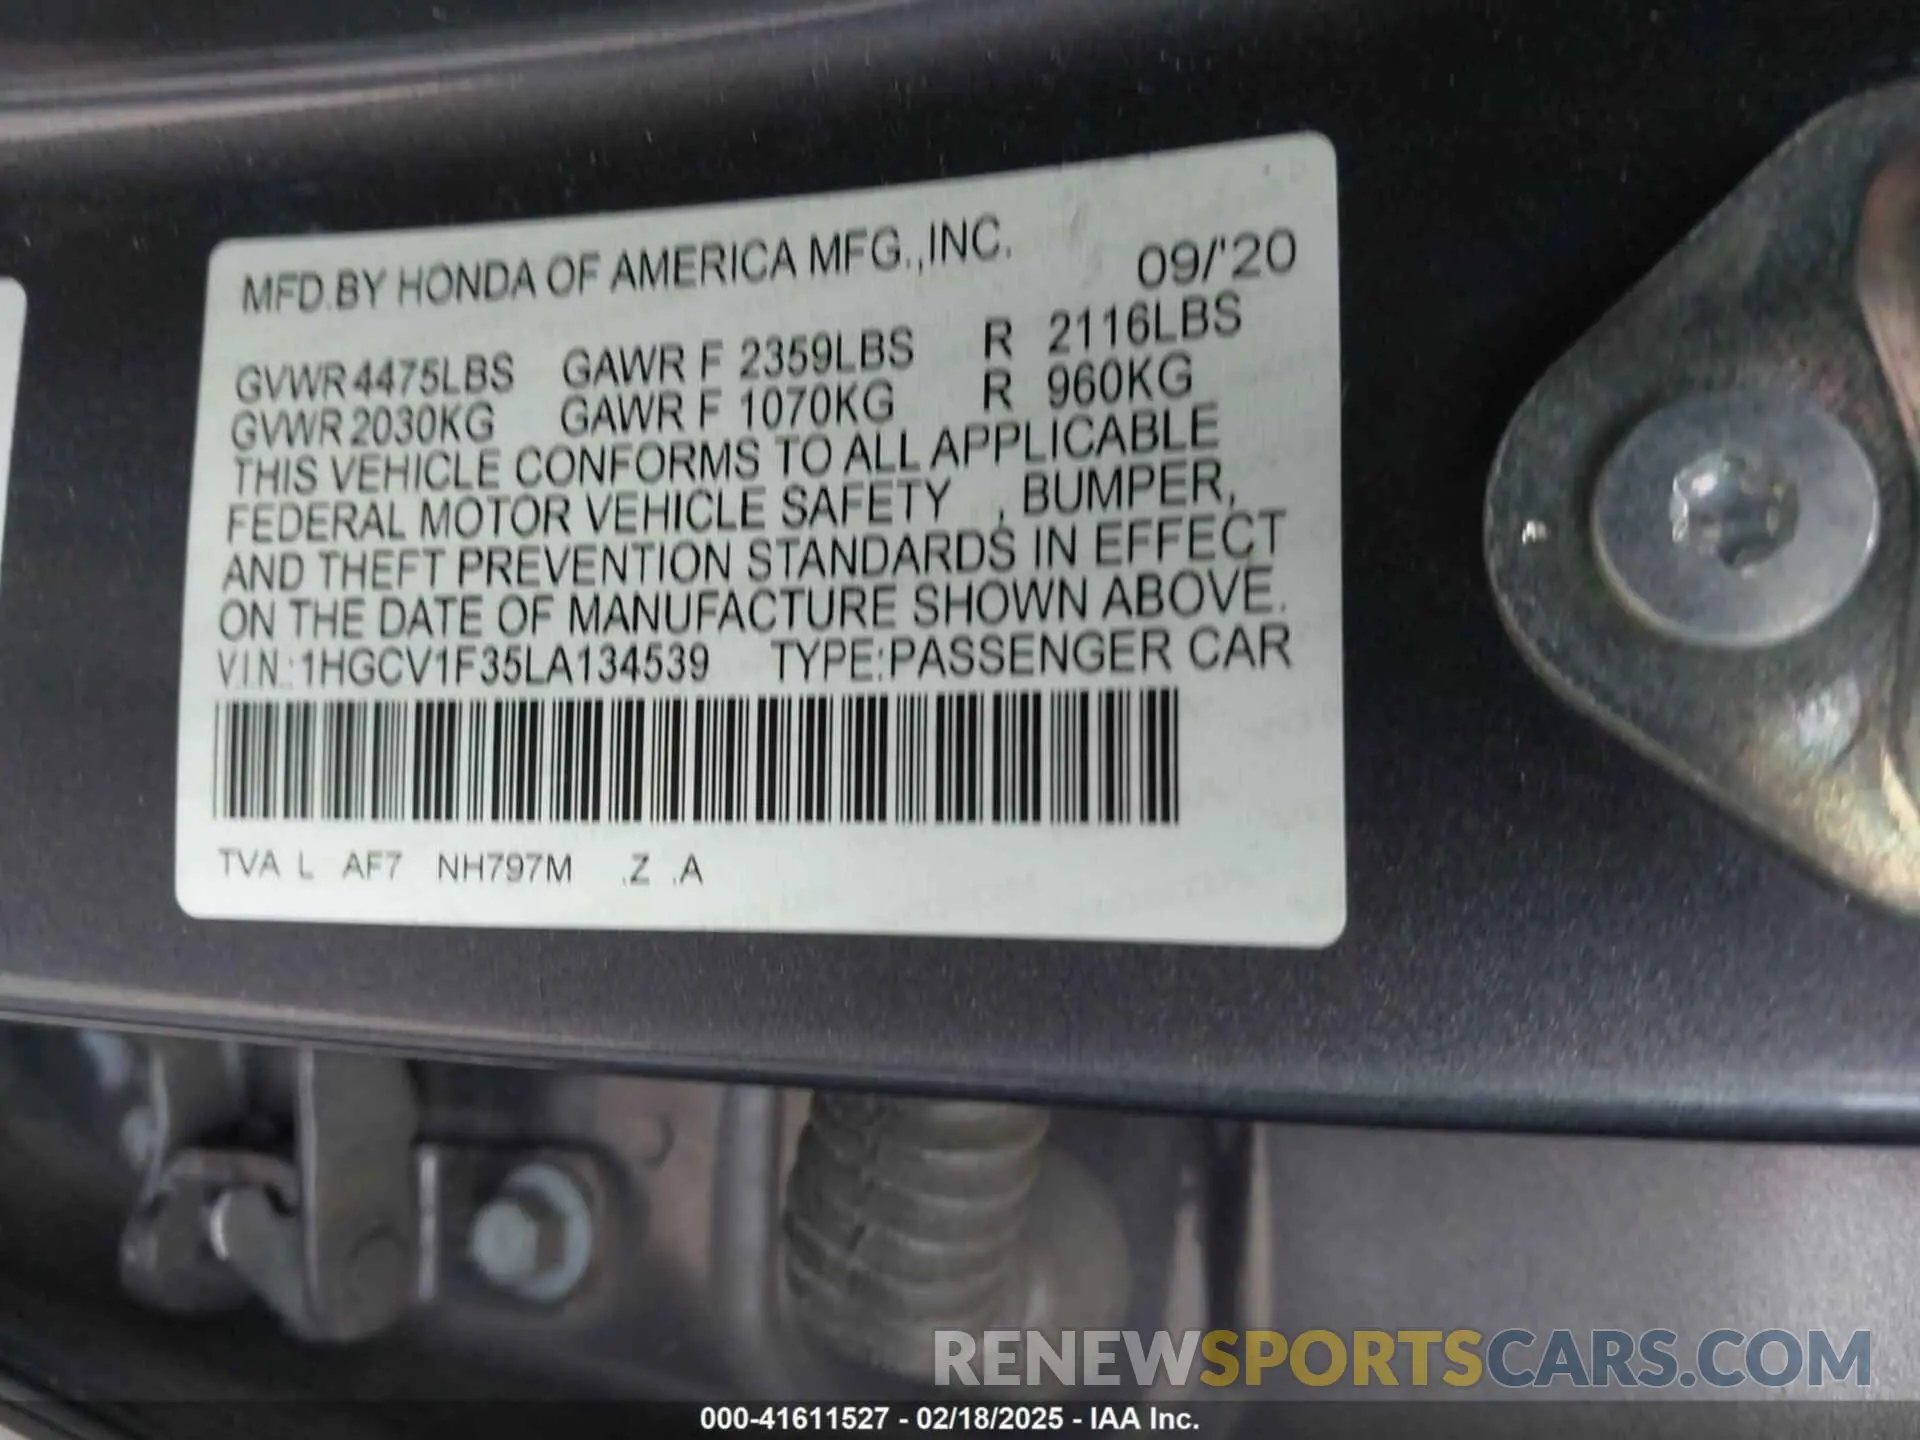 MFD.BY HONDA OF AMERICA MFG.,INC. 09/'20
GVWR 4475LBS GAWR F 2359LBS R 2116LBS
GVWR 2030KG GAWR F 1070KG R 960KG
THIS VEHICLE CONFORMS TO ALL APPLICABLE
FEDERAL MOTOR VEHICLE SAFETY , BUMPER,
AND THEFT PREVENTION STANDARDS IN EFFECT
ON THE DATE OF MANUFACTURE SHOWN ABOVE.
V.I.N.:1HGCV1F35LA134539 TYPE:PASSENGER CAR
TVA L AF7 NH797M .Z .A
RENEWSPORTSCARS.COM
000-41611527 - 02/18/2025 - IAA Inc.